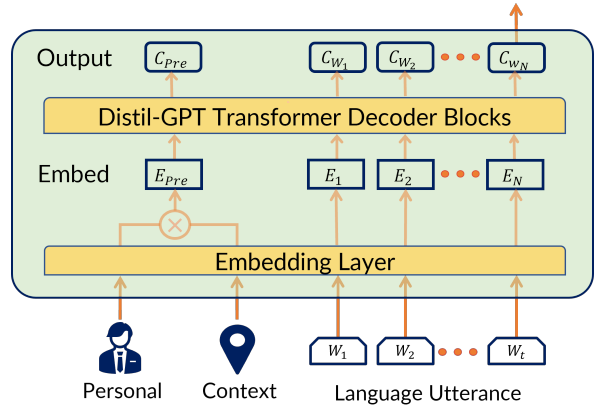 Output C_Pre C_W1 C_W2 C_wN
Distil-GPT Transformer Decoder Blocks
Embed E_Pre E_1 E_2 E_N
×
Embedding Layer
W_1 W_2 W_t
Personal Context Language Utterance